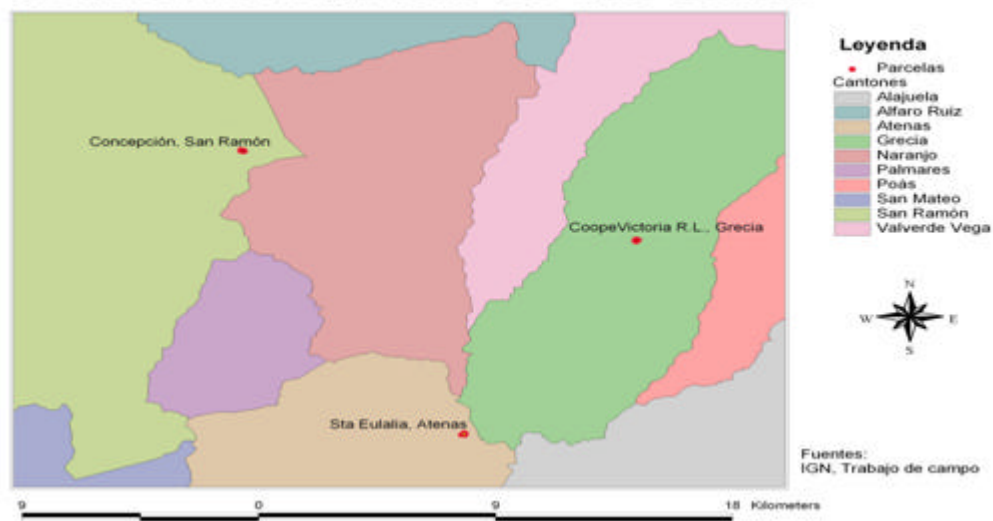 Leyenda
Parcelas
Cantones
Alajuela
Alfaro Ruiz
Atenas
Grecia
Naranjo
Palmares
Poás
San Mateo
San Ramón
Valverde Vega
Concepción, San Ramón
CoopeVictoria R.L., Grecia
Sta Eulalia, Atenas
N
W E
S
Fuentes:
IGN, Trabajo de campo
9 0 9 18 Kilometers